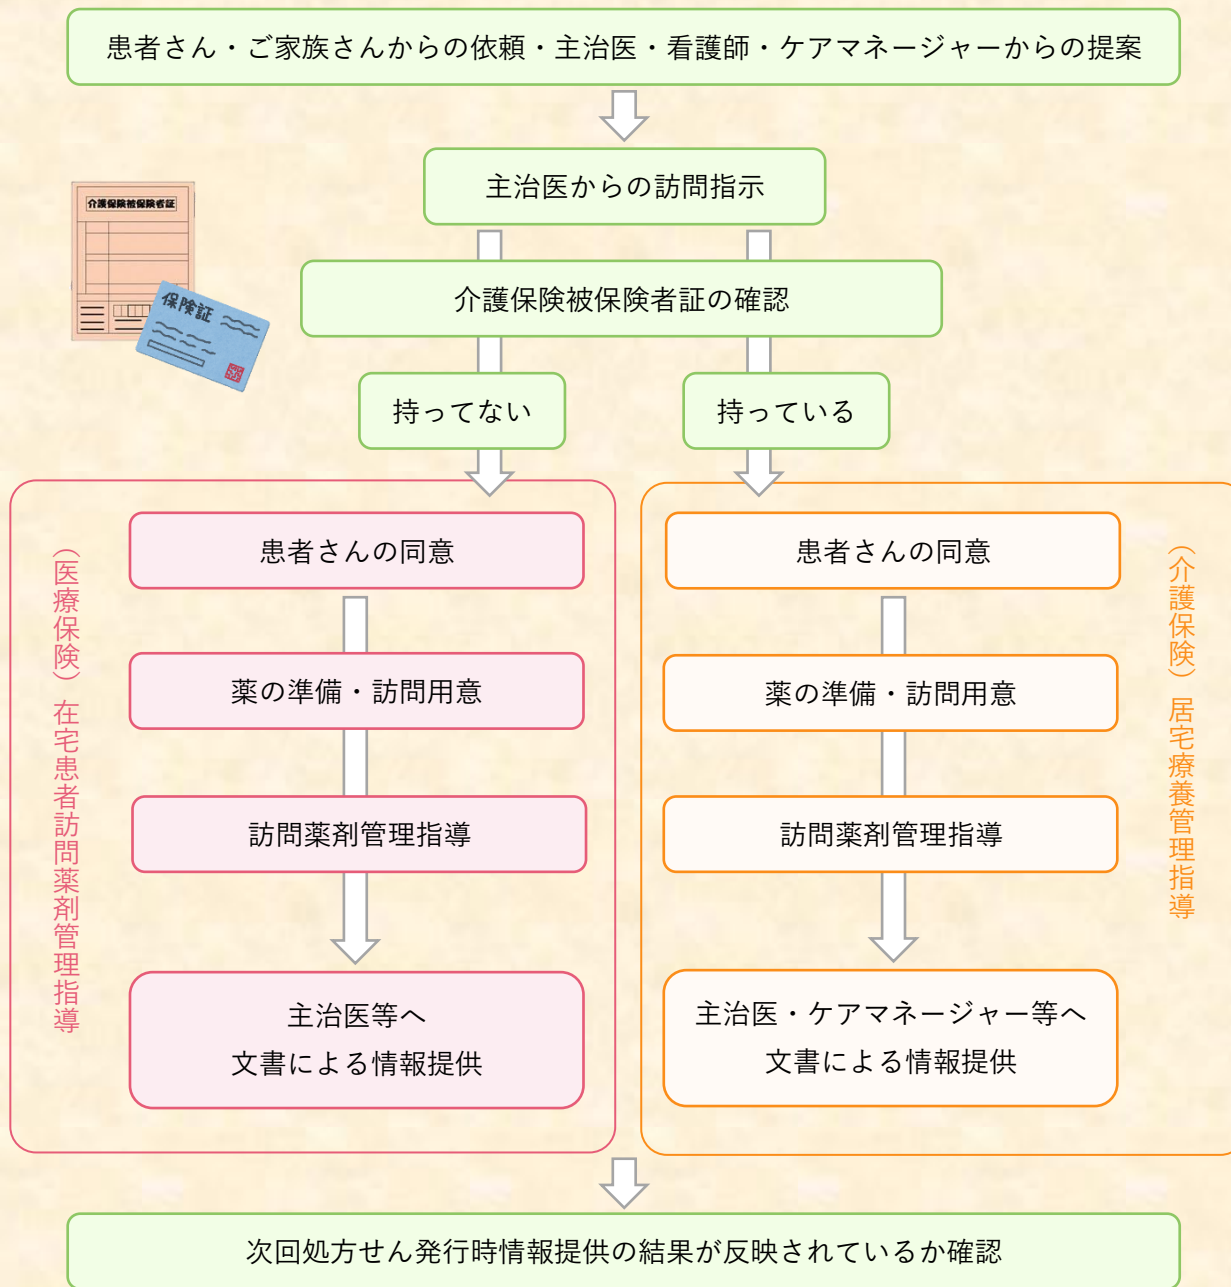 患者さん・ご家族さんからの依頼・主治医・看護師・ケアマネージャーからの提案
主治医からの訪問指示
介護保険被保険者証
保険証
介護保険被保険者証の確認
持ってない
持っている
（医療保険）在宅患者訪問薬剤管理指導
患者さんの同意
薬の準備・訪問用意
訪問薬剤管理指導
主治医等へ
文書による情報提供
患者さんの同意
薬の準備・訪問用意
訪問薬剤管理指導
主治医・ケアマネージャー等へ
文書による情報提供
（介護保険）居宅療養管理指導
次回処方せん発行時情報提供の結果が反映されているか確認